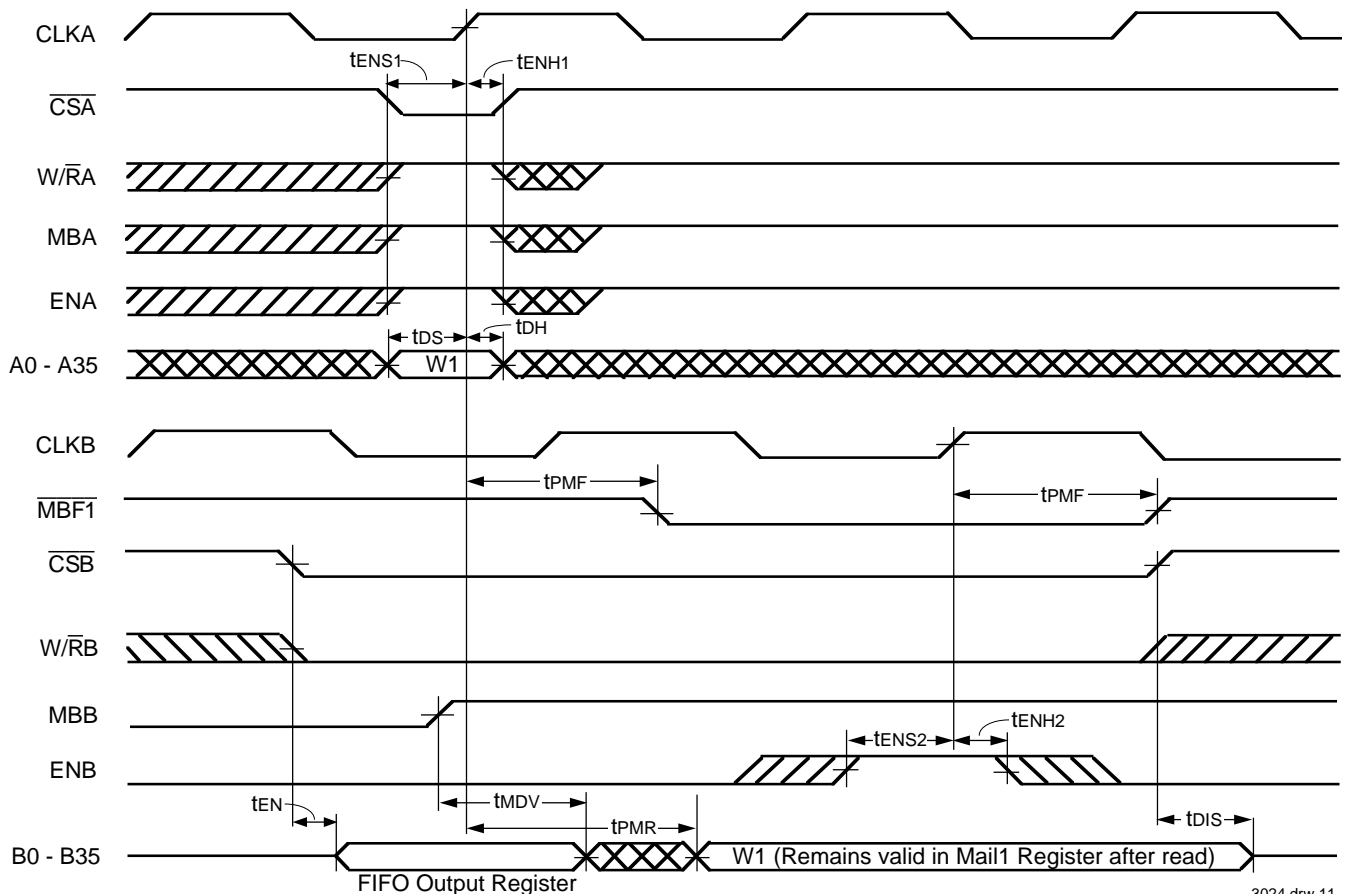 CLKA
tENS1
tENH1
CSA
W/RA
MBA
ENA
tDS
tDH
A0 - A35
W1
CLKB
tPMF
tPMF
MBF1
CSB
W/RB
MBB
tENS2
tENH2
ENB
tEN
tMDV
tPMR
tDIS
B0 - B35
W1 (Remains valid in Mail1 Register after read)
FIFO Output Register
3024 drw 11